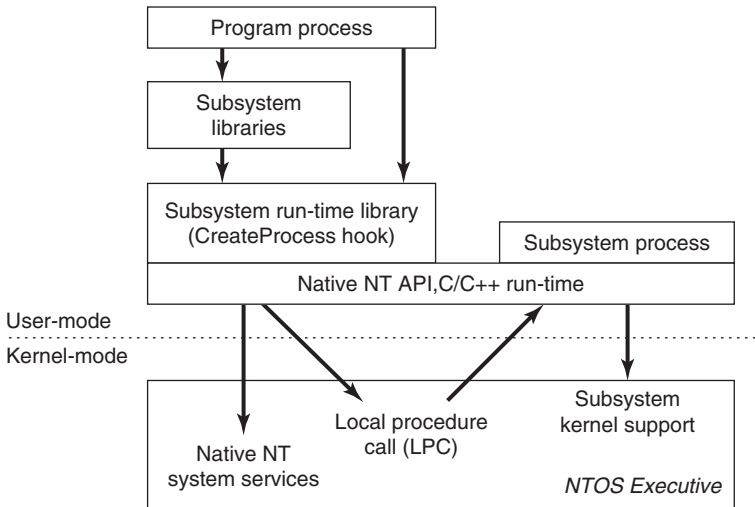 Program process
Subsystem
libraries
Subsystem run-time library
(CreateProcess hook)
Subsystem process
Native NT API,C/C++ run-time
User-mode
Kernel-mode
Subsystem
kernel support
Local procedure
call (LPC)
Native NT
system services
NTOS Executive